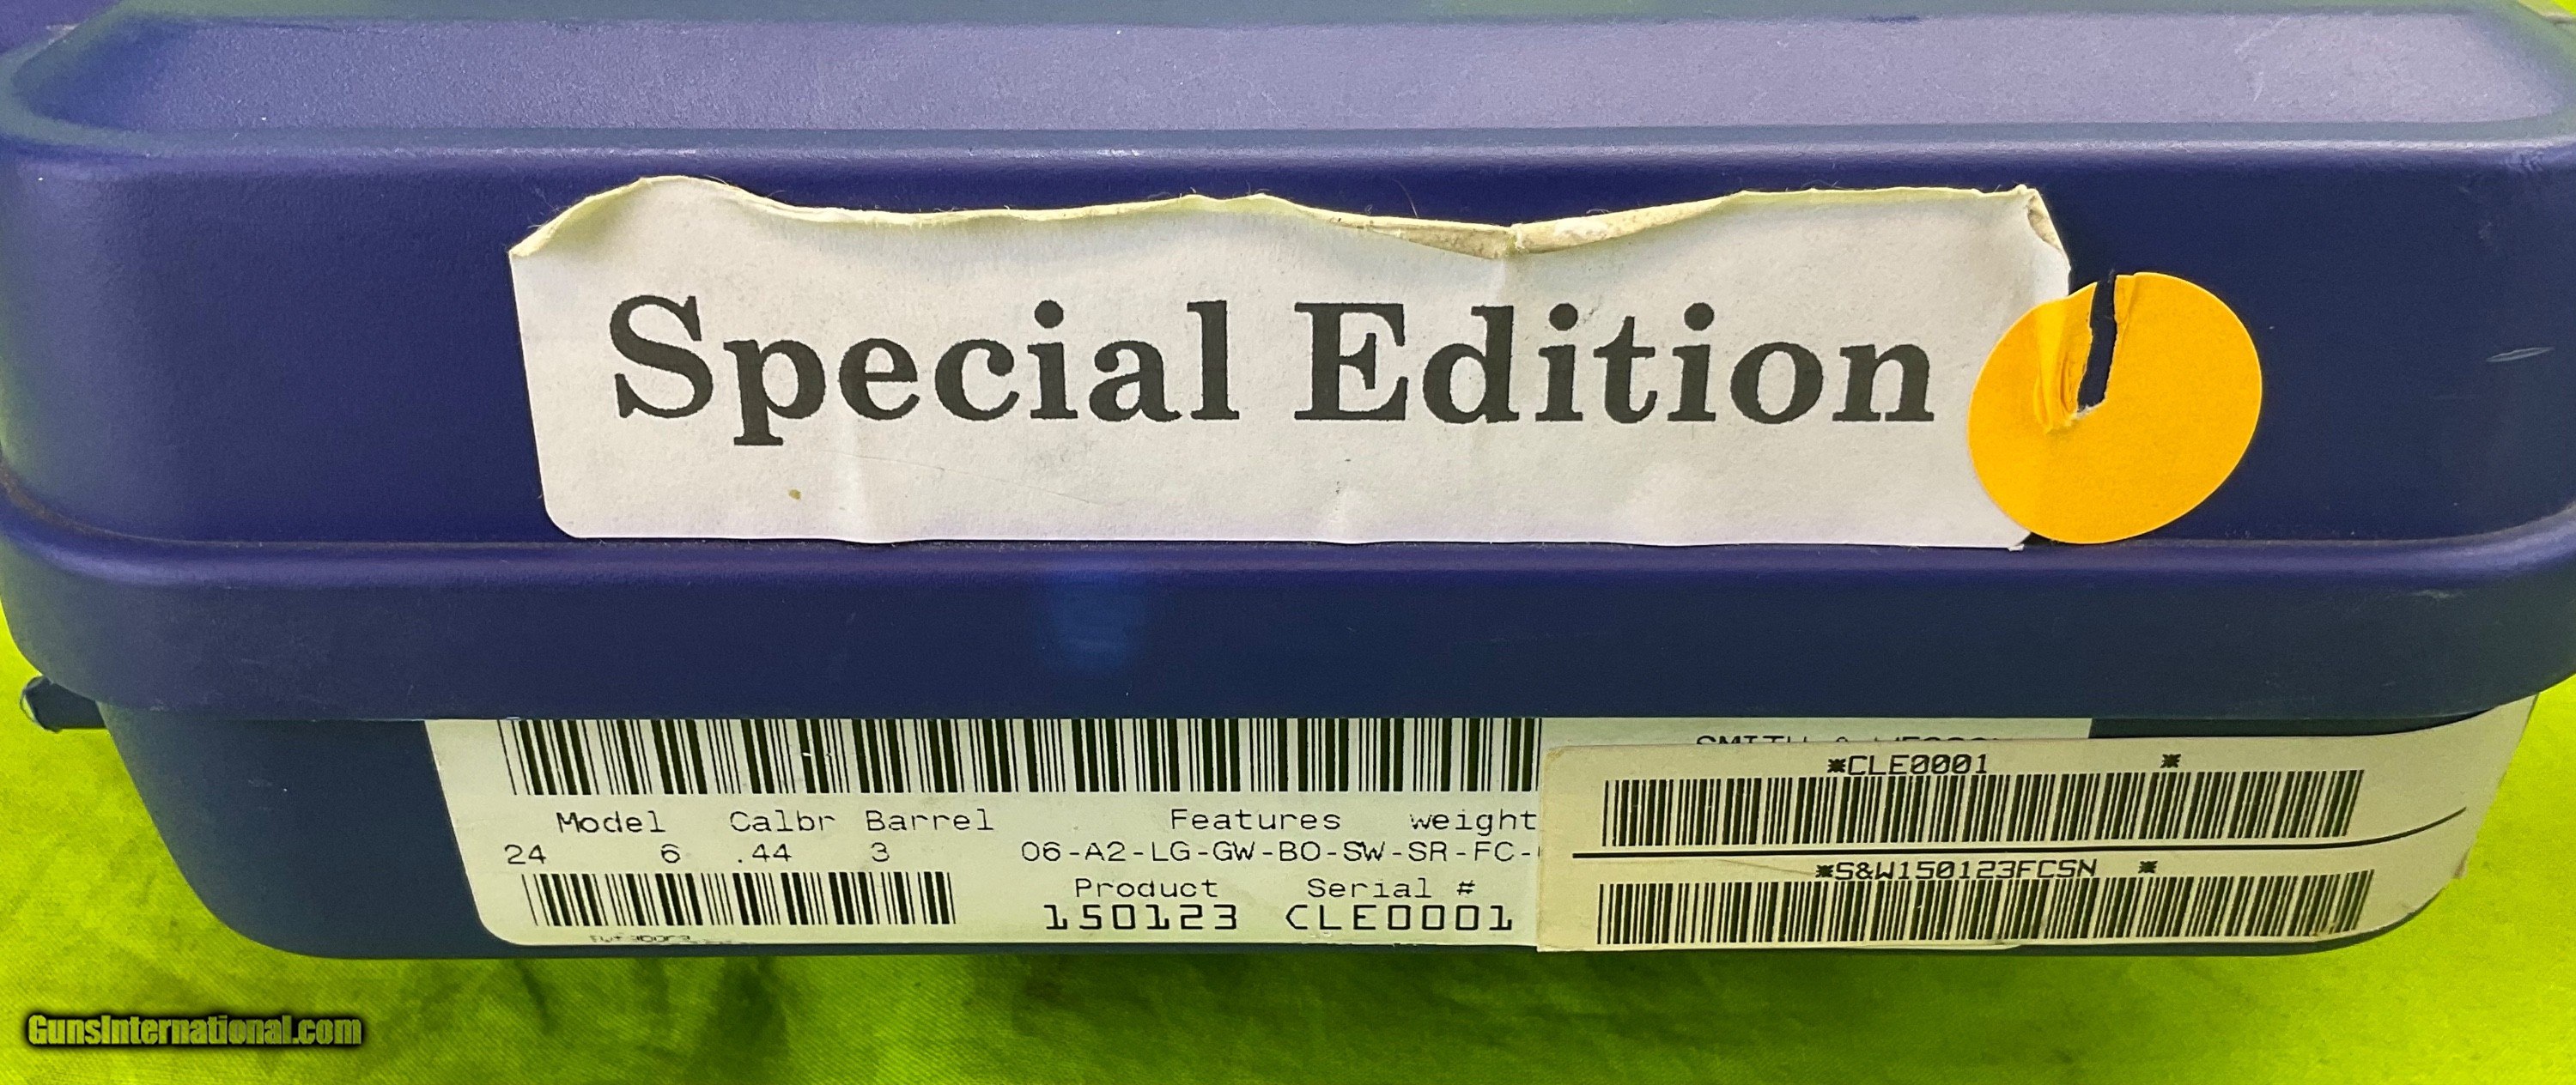 Special Edition
*CLE0001 *
Model Calbr Barrel Features weight
24 6 .44 3 06-A2-LG-GW-BO-SW-SR-FC-
*S&W150123FCSN *
Product Serial #
150123 CLE0001
GunsInternational.com